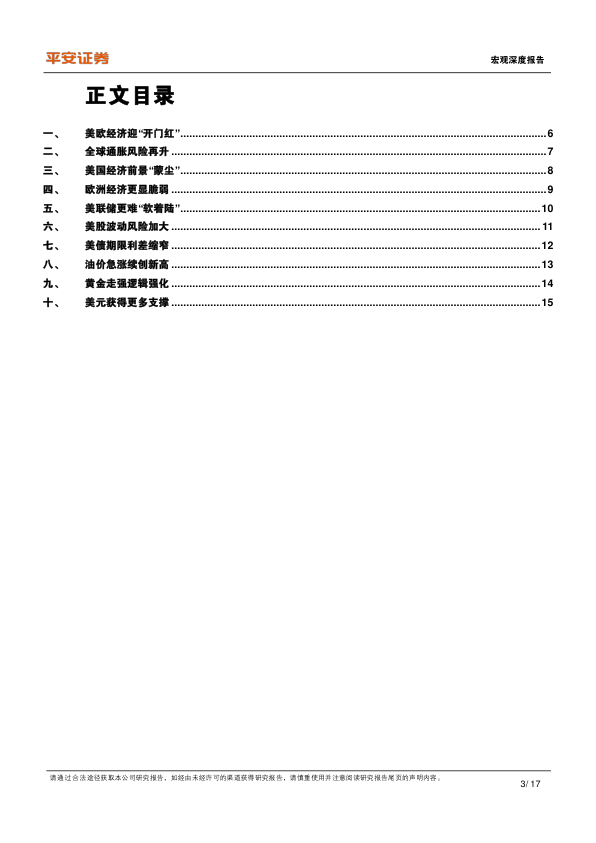 平安证券
宏观深度报告
正文目录
一、 美欧经济迎“开门红”......6
二、 全球通胀风险再升......7
三、 美国经济前景“蒙尘”......8
四、 欧洲经济更显脆弱......9
五、 美联储更难“软着陆”......10
六、 美股波动风险加大......11
七、 美债期限利差缩窄......12
八、 油价急涨续创新高......13
九、 黄金走强逻辑强化......14
十、 美元获得更多支撑......15
请通过合法途径获取本公司研究报告，如经由未经许可的渠道获得研究报告，请慎重使用并注意阅读研究报告尾页的声明内容。
3/ 17